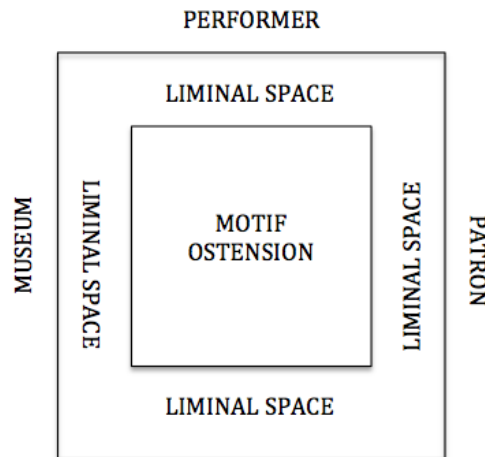 PERFORMER
LIMINAL SPACE
MUSEUM
LIMINAL SPACE
MOTIF
OSTENSION
LIMINAL SPACE
PATRON
LIMINAL SPACE